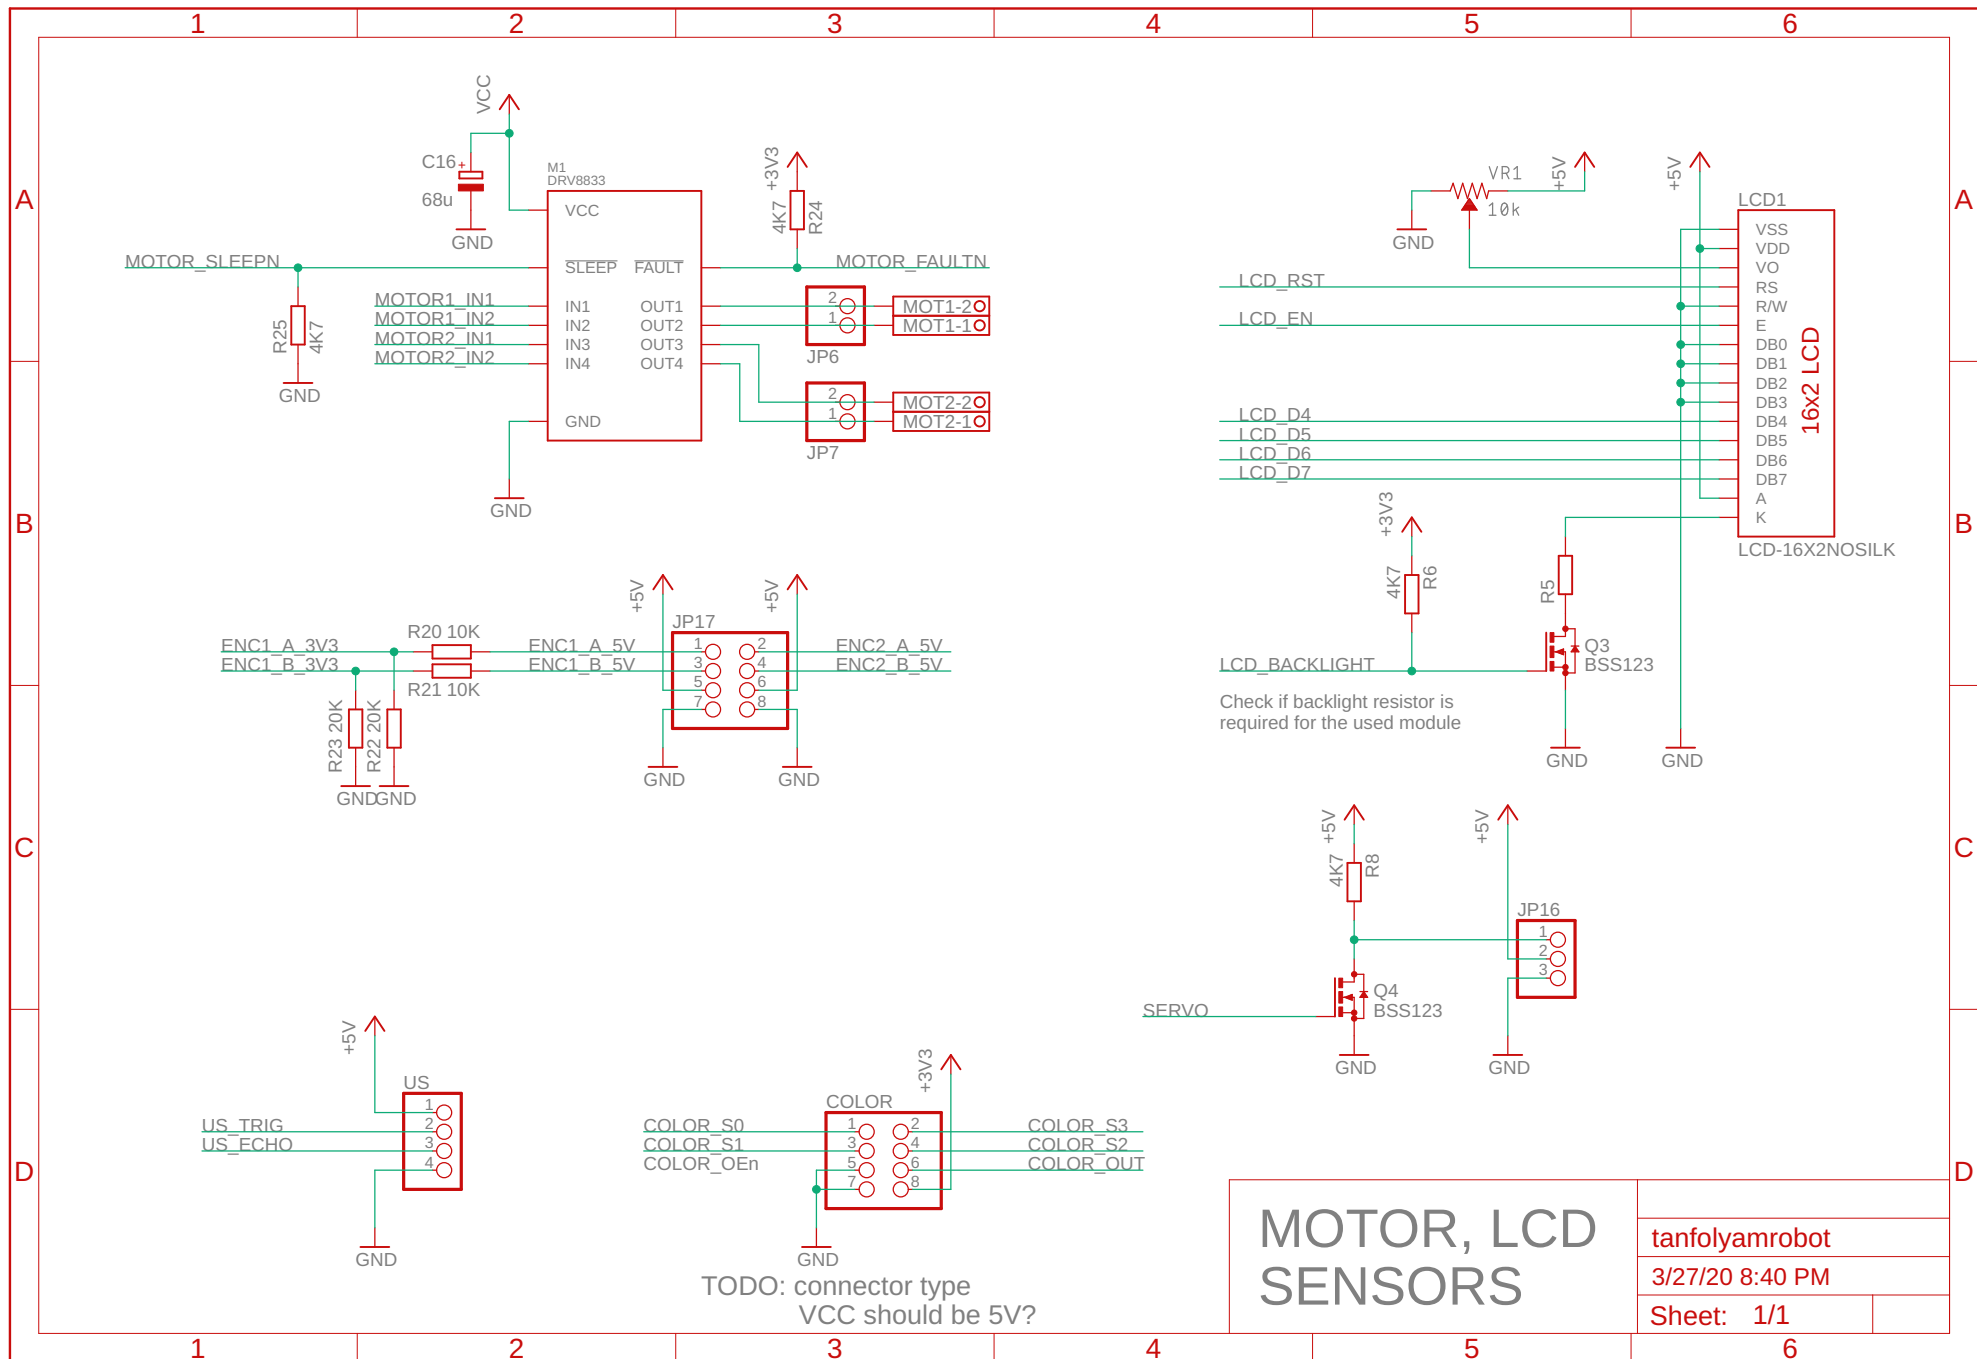 1 2 3 4 5 6
A
A
VCC
C16
+
68u
GND
M1
DRV8833
VCC
SLEEP
FAULT
IN1
IN2
IN3
IN4
OUT1
OUT2
OUT3
OUT4
GND
GND
MOTOR_SLEEPN
R25
4K7
GND
MOTOR1_IN1
MOTOR1_IN2
MOTOR2_IN1
MOTOR2_IN2
+3V3
4K7
R24
MOTOR_FAULTN
2
1
JP6
MOT1-2
MOT1-1
2
1
JP7
MOT2-2
MOT2-1
VR1
10k
GND
+5V
+5V
LCD1
VSS
VDD
VO
RS
R/W
E
DB0
DB1
DB2
DB3
DB4
DB5
DB6
DB7
A
K
16x2 LCD
LCD-16X2NOSILK
LCD_RST
LCD_EN
LCD_D4
LCD_D5
LCD_D6
LCD_D7
B
B
+3V3
4K7
R6
R5
Q3
BSS123
LCD_BACKLIGHT
Check if backlight resistor is
required for the used module
GND
GND
ENC1_A_3V3
ENC1_B_3V3
R20 10K
R21 10K
R23 20K
R22 20K
GND
GND
ENC1_A_5V
ENC1_B_5V
+5V
+5V
JP17
1 2
3 4
5 6
7 8
ENC2_A_5V
ENC2_B_5V
GND
GND
C
C
+5V
4K7
R8
+5V
JP16
1
2
3
Q4
BSS123
SERVO
GND
GND
D
D
+5V
US
1
2
3
4
US_TRIG
US_ECHO
GND
+3V3
COLOR
1 2
3 4
5 6
7 8
COLOR_S0
COLOR_S1
COLOR_OEn
COLOR_S3
COLOR_S2
COLOR_OUT
GND
TODO: connector type
VCC should be 5V?
MOTOR, LCD
SENSORS
tanfolyamrobot
3/27/20 8:40 PM
Sheet: 1/1
1 2 3 4 5 6